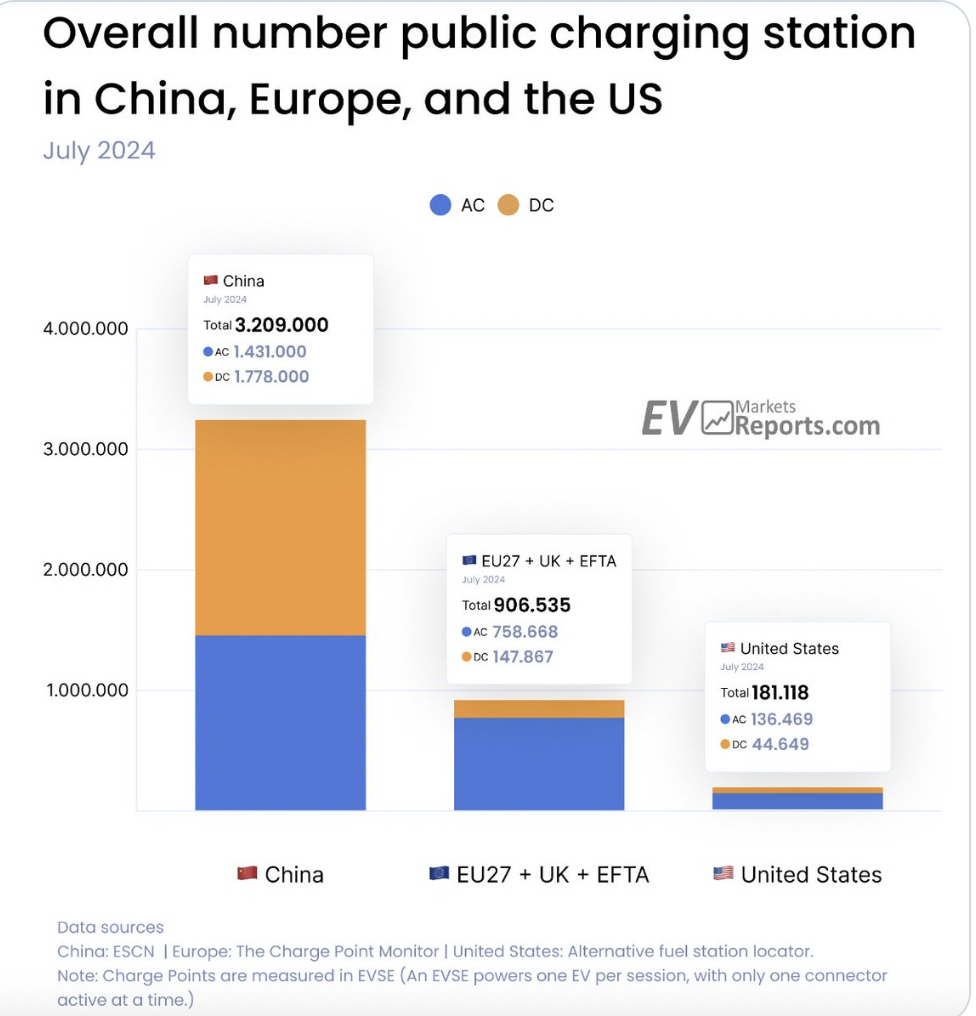 Overall number public charging station
in China, Europe, and the US
July 2024
AC DC
China
July 2024
Total 3.209.000
AC 1.431.000
DC 1.778.000
4.000.000
3.000.000
2.000.000
1.000.000
EV Markets
Reports.com
EU27 + UK + EFTA
July 2024
Total 906.535
AC 758.668
DC 147.867
United States
July 2024
Total 181.118
AC 136.469
DC 44.649
China EU27 + UK + EFTA United States
Data sources
China: ESCN | Europe: The Charge Point Monitor | United States: Alternative fuel station locator.
Note: Charge Points are measured in EVSE (An EVSE powers one EV per session, with only one connector
active at a time.)